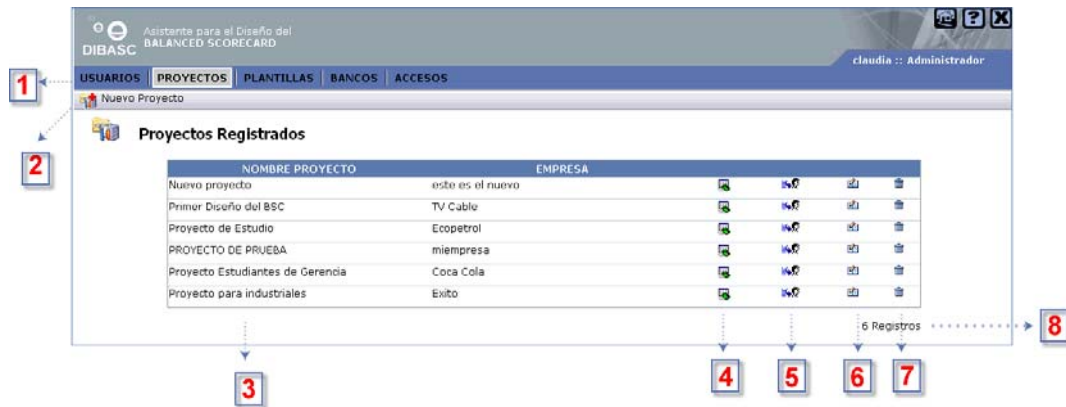 Asistente para el Diseño del
BALANCED SCORECARD
DIBASC
?
X
claudia :: Administrador
USUARIOS PROYECTOS PLANTILLAS BANCOS ACCESOS
1
Nuevo Proyecto
2
Proyectos Registrados
NOMBRE PROYECTO EMPRESA
Nuevo proyecto este es el nuevo
Primer Diseño del BSC TV Cable
Proyecto de Estudio Ecopetrol
PROYECTO DE PRUEBA miempresa
Proyecto Estudiantes de Gerencia Coca Cola
Proyecto para industriales Exito
6 Registros
8
3 4 5 6 7